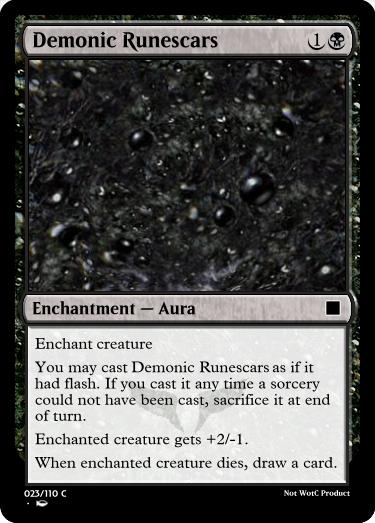 Demonic Runescars 1
Enchantment — Aura
Enchant creature
You may cast Demonic Runescars as if it
had flash. If you cast it any time a sorcery
could not have been cast, sacrifice it at end
of turn.
Enchanted creature gets +2/-1.
When enchanted creature dies, draw a card.
023/110 C
Not WotC Product